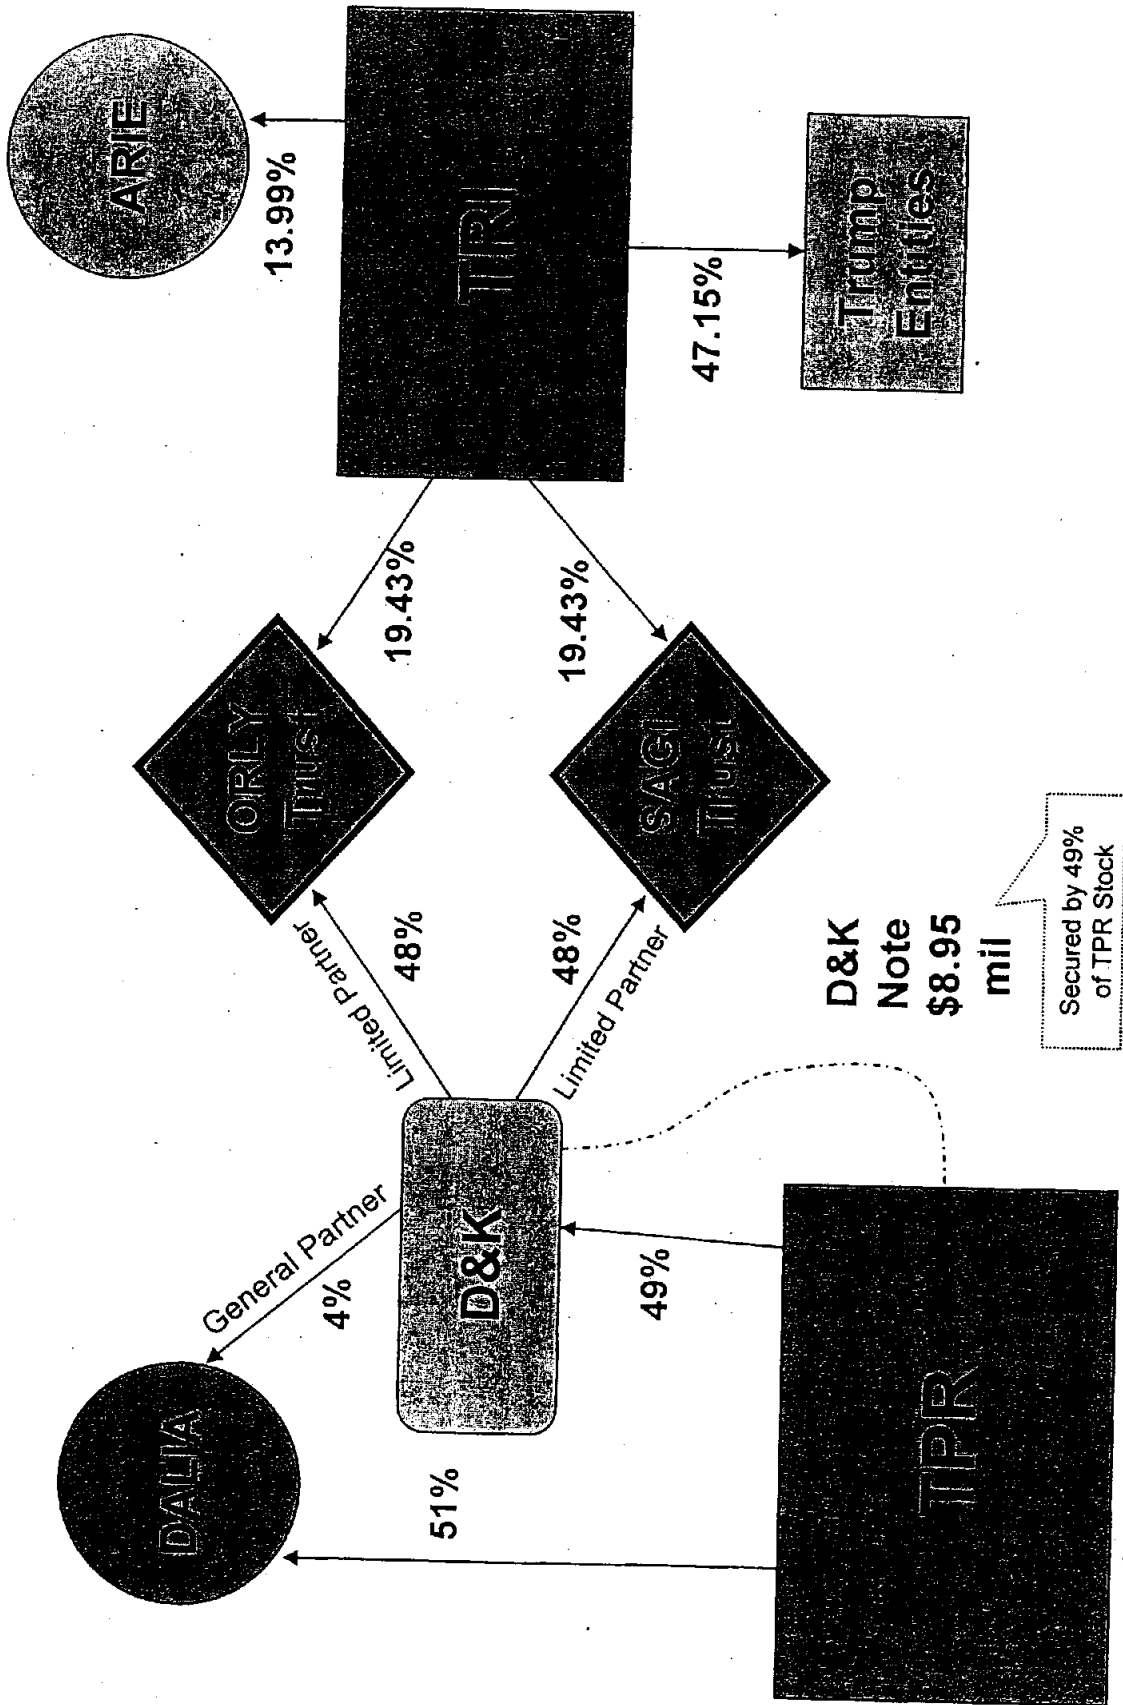 DALIA
General Partner
4%
51%
D&K
49%
TPR
Limited Partner
48%
48%
Limited Partner
ORLY
Trust
SAGI
Trust
D&K
Note
$8.95
mil
Secured by 49%
of TPR Stock
19.43%
19.43%
ARIE
13.99%
TRI
47.15%
Trump
Entities